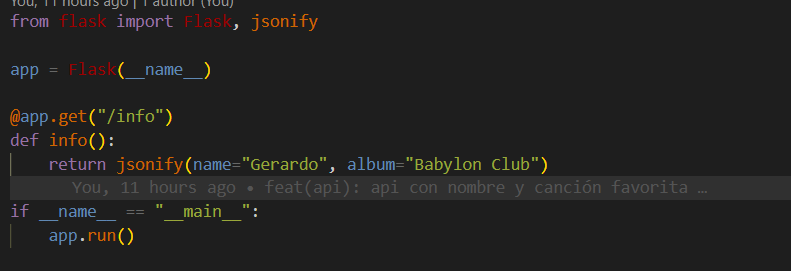 You, 11 hours ago | 1 author (You)
from flask import Flask, jsonify
app = Flask(__name__)
@app.get("/info")
def info():
return jsonify(name="Gerardo", album="Babylon Club")
You, 11 hours ago • feat(api): api con nombre y canción favorita …
if __name__ == "__main__":
app.run()